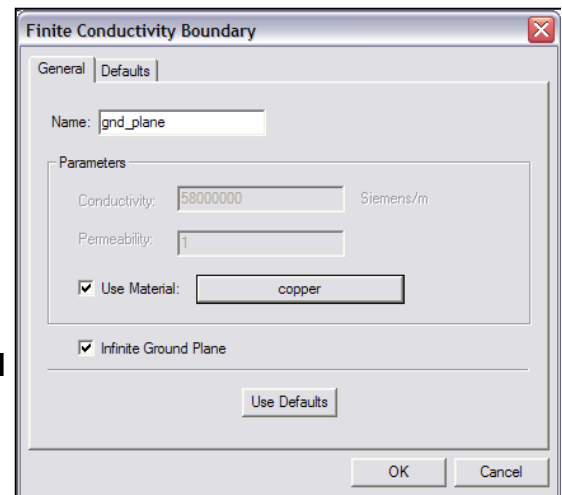 Finite Conductivity Boundary
General Defaults
Name: gnd_plane
Parameters
Conductivity: 58000000 Siemens/m
Permeability: 1
Use Material: copper
Infinite Ground Plane
Use Defaults
OK Cancel